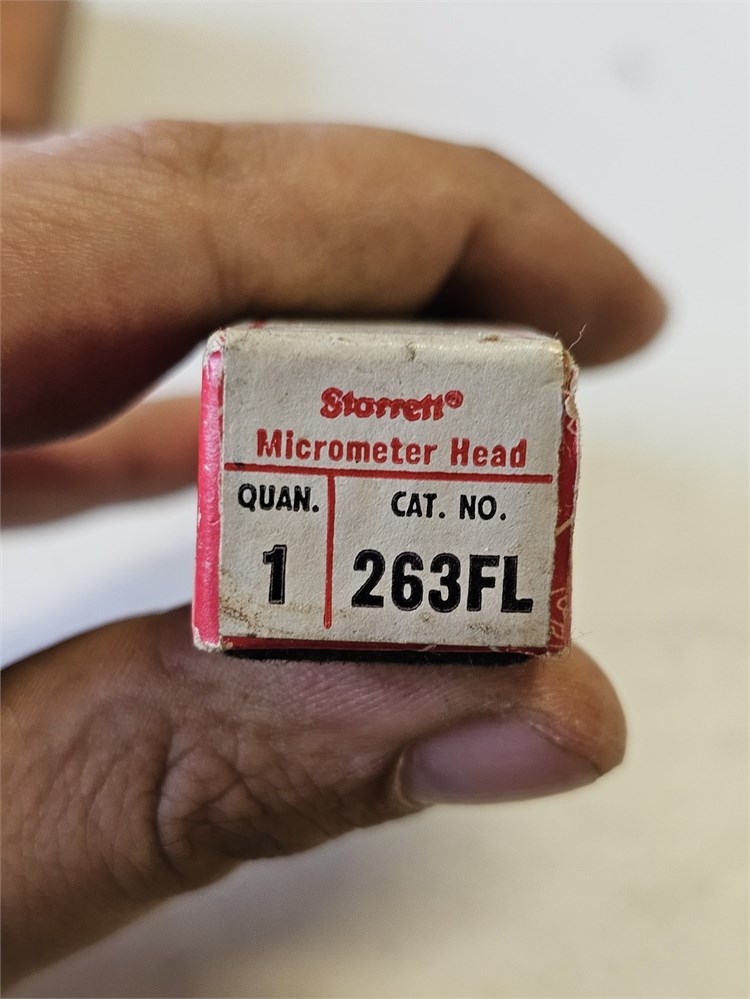 Starrett®
Micrometer Head
QUAN. CAT. NO.
1 263FL